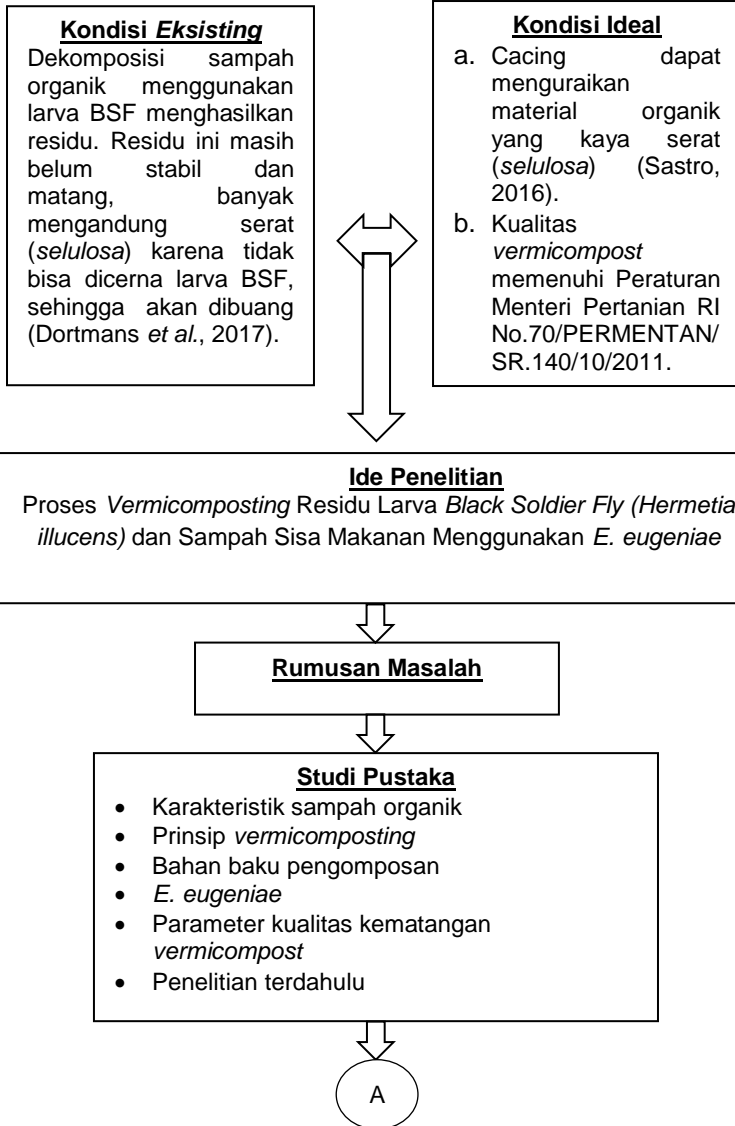 Kondisi Eksisting
Dekomposisi sampah
organik menggunakan
larva BSF menghasilkan
residu. Residu ini masih
belum stabil dan
matang, banyak
mengandung serat
(selulosa) karena tidak
bisa dicerna larva BSF,
sehingga akan dibuang
(Dortmans et al., 2017).
Kondisi Ideal
a. Cacing dapat
menguraikan
material organik
yang kaya serat
(selulosa) (Sastro,
2016).
b. Kualitas
vermicompost
memenuhi Peraturan
Menteri Pertanian RI
No.70/PERMENTAN/
SR.140/10/2011.
Ide Penelitian
Proses Vermicomposting Residu Larva Black Soldier Fly (Hermetia
illucens) dan Sampah Sisa Makanan Menggunakan E. eugeniae
Rumusan Masalah
Studi Pustaka
• Karakteristik sampah organik
• Prinsip vermicomposting
• Bahan baku pengomposan
• E. eugeniae
• Parameter kualitas kematangan
vermicompost
• Penelitian terdahulu
A